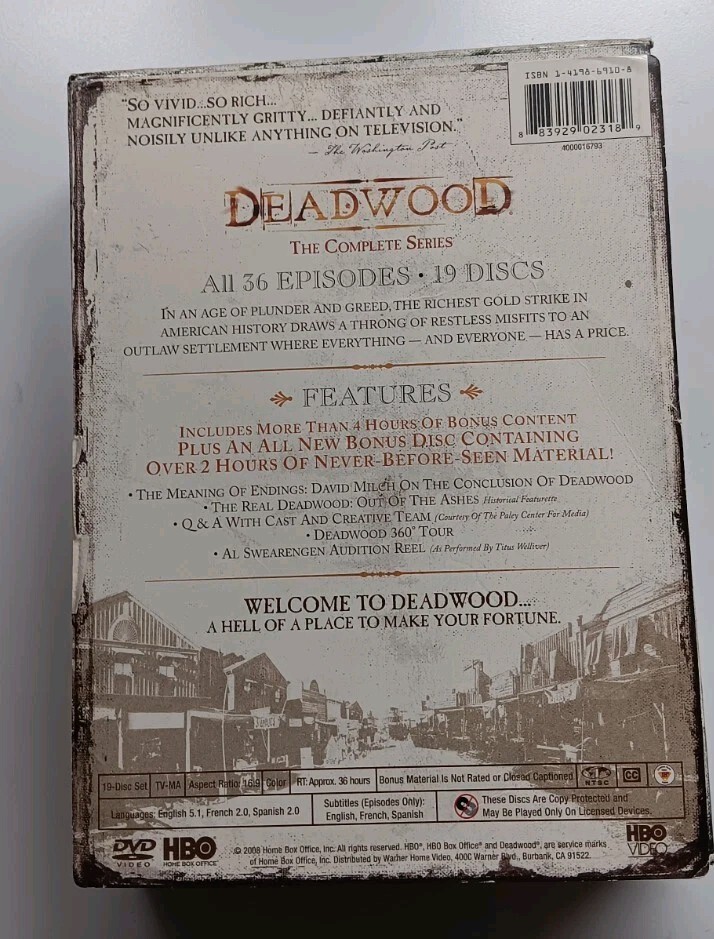 "SO VIVID...SO RICH...
MAGNIFICENTLY GRITTY... DEFIANTLY AND
NOISILY UNLIKE ANYTHING ON TELEVISION."
– The Washington Post
ISBN 1-4198-6910-8
8 83929 02318 9
4000016793
DEADWOOD
THE COMPLETE SERIES
All 36 EPISODES • 19 DISCS
IN AN AGE OF PLUNDER AND GREED, THE RICHEST GOLD STRIKE IN
AMERICAN HISTORY DRAWS A THRONG OF RESTLESS MISFITS TO AN
OUTLAW SETTLEMENT WHERE EVERYTHING — AND EVERYONE — HAS A PRICE.
FEATURES
INCLUDES MORE THAN 4 HOURS OF BONUS CONTENT
PLUS AN ALL NEW BONUS DISC CONTAINING
OVER 2 HOURS OF NEVER-BEFORE-SEEN MATERIAL!
• THE MEANING OF ENDINGS: DAVID MILCH ON THE CONCLUSION OF DEADWOOD
• THE REAL DEADWOOD: OUT OF THE ASHES Historical Featurette
• Q & A WITH CAST AND CREATIVE TEAM (Courtesy Of The Paley Center For Media)
• DEADWOOD 360° TOUR
• AL SWEARENGEN AUDITION REEL (As Performed By Titus Welliver)
WELCOME TO DEADWOOD...
A HELL OF A PLACE TO MAKE YOUR FORTUNE.
19-Disc Set TV-MA Aspect Ratio: 16:9 Color RT: Approx. 36 hours Bonus Material Is Not Rated or Closed Captioned NTSC CC
Languages: English 5.1, French 2.0, Spanish 2.0
Subtitles (Episodes Only):
English, French, Spanish
These Discs Are Copy Protected and
May Be Played Only On Licensed Devices.
DVD VIDEO
HBO HOME BOX OFFICE
© 2008 Home Box Office, Inc. All rights reserved. HBO®, HBO Box Office® and Deadwood®, are service marks
of Home Box Office, Inc. Distributed by Warner Home Video, 4000 Warner Blvd., Burbank, CA 91522.
HBO VIDEO